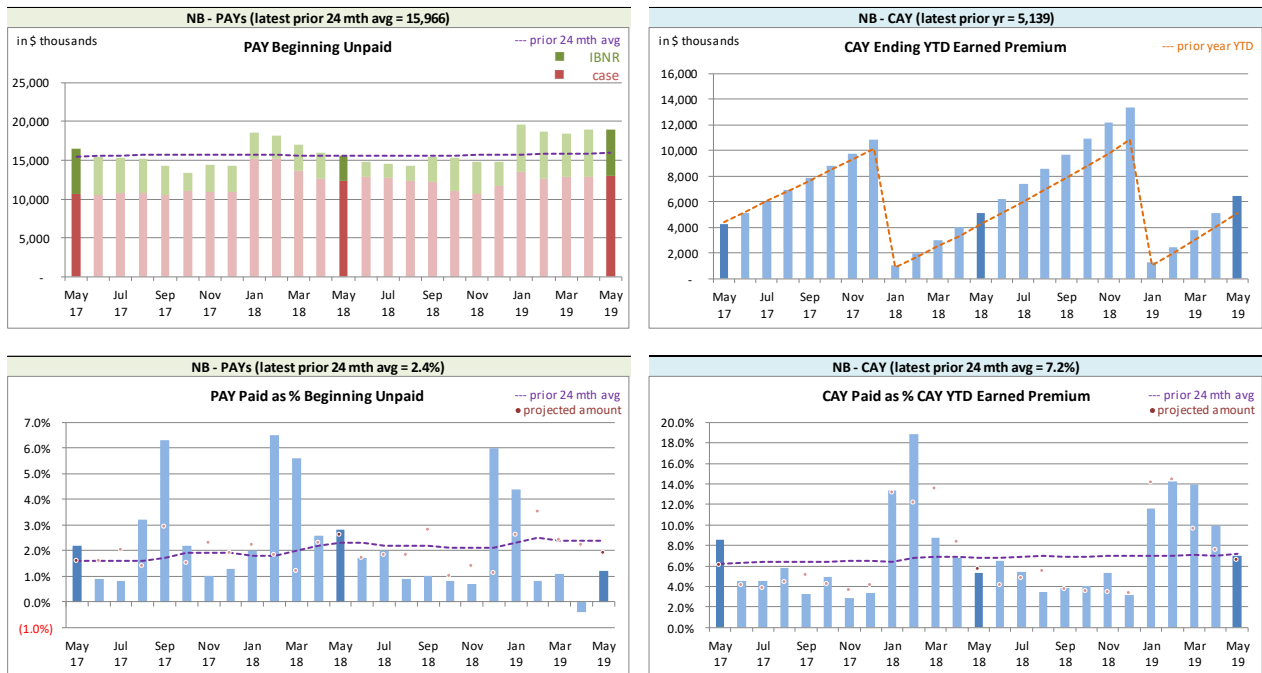 NB - PAYs (latest prior 24 mth avg = 15,966)
in $ thousands
PAY Beginning Unpaid
--- prior 24 mth avg
IBNR
case
25,000
20,000
15,000
10,000
5,000
-
May Jul Sep Nov Jan Mar May Jul Sep Nov Jan Mar May
17 17 17 17 18 18 18 18 18 18 19 19 19
NB - CAY (latest prior yr = 5,139)
in $ thousands
CAY Ending YTD Earned Premium
--- prior year YTD
16,000
14,000
12,000
10,000
8,000
6,000
4,000
2,000
-
May Jul Sep Nov Jan Mar May Jul Sep Nov Jan Mar May
17 17 17 17 18 18 18 18 18 18 19 19 19
NB - PAYs (latest prior 24 mth avg = 2.4%)
PAY Paid as % Beginning Unpaid
--- prior 24 mth avg
• projected amount
7.0%
6.0%
5.0%
4.0%
3.0%
2.0%
1.0%
0.0%
(1.0%)
May Jul Sep Nov Jan Mar May Jul Sep Nov Jan Mar May
17 17 17 17 18 18 18 18 18 18 19 19 19
NB - CAY (latest prior 24 mth avg = 7.2%)
CAY Paid as % CAY YTD Earned Premium
--- prior 24 mth avg
• projected amount
20.0%
18.0%
16.0%
14.0%
12.0%
10.0%
8.0%
6.0%
4.0%
2.0%
0.0%
May Jul Sep Nov Jan Mar May Jul Sep Nov Jan Mar May
17 17 17 17 18 18 18 18 18 18 19 19 19